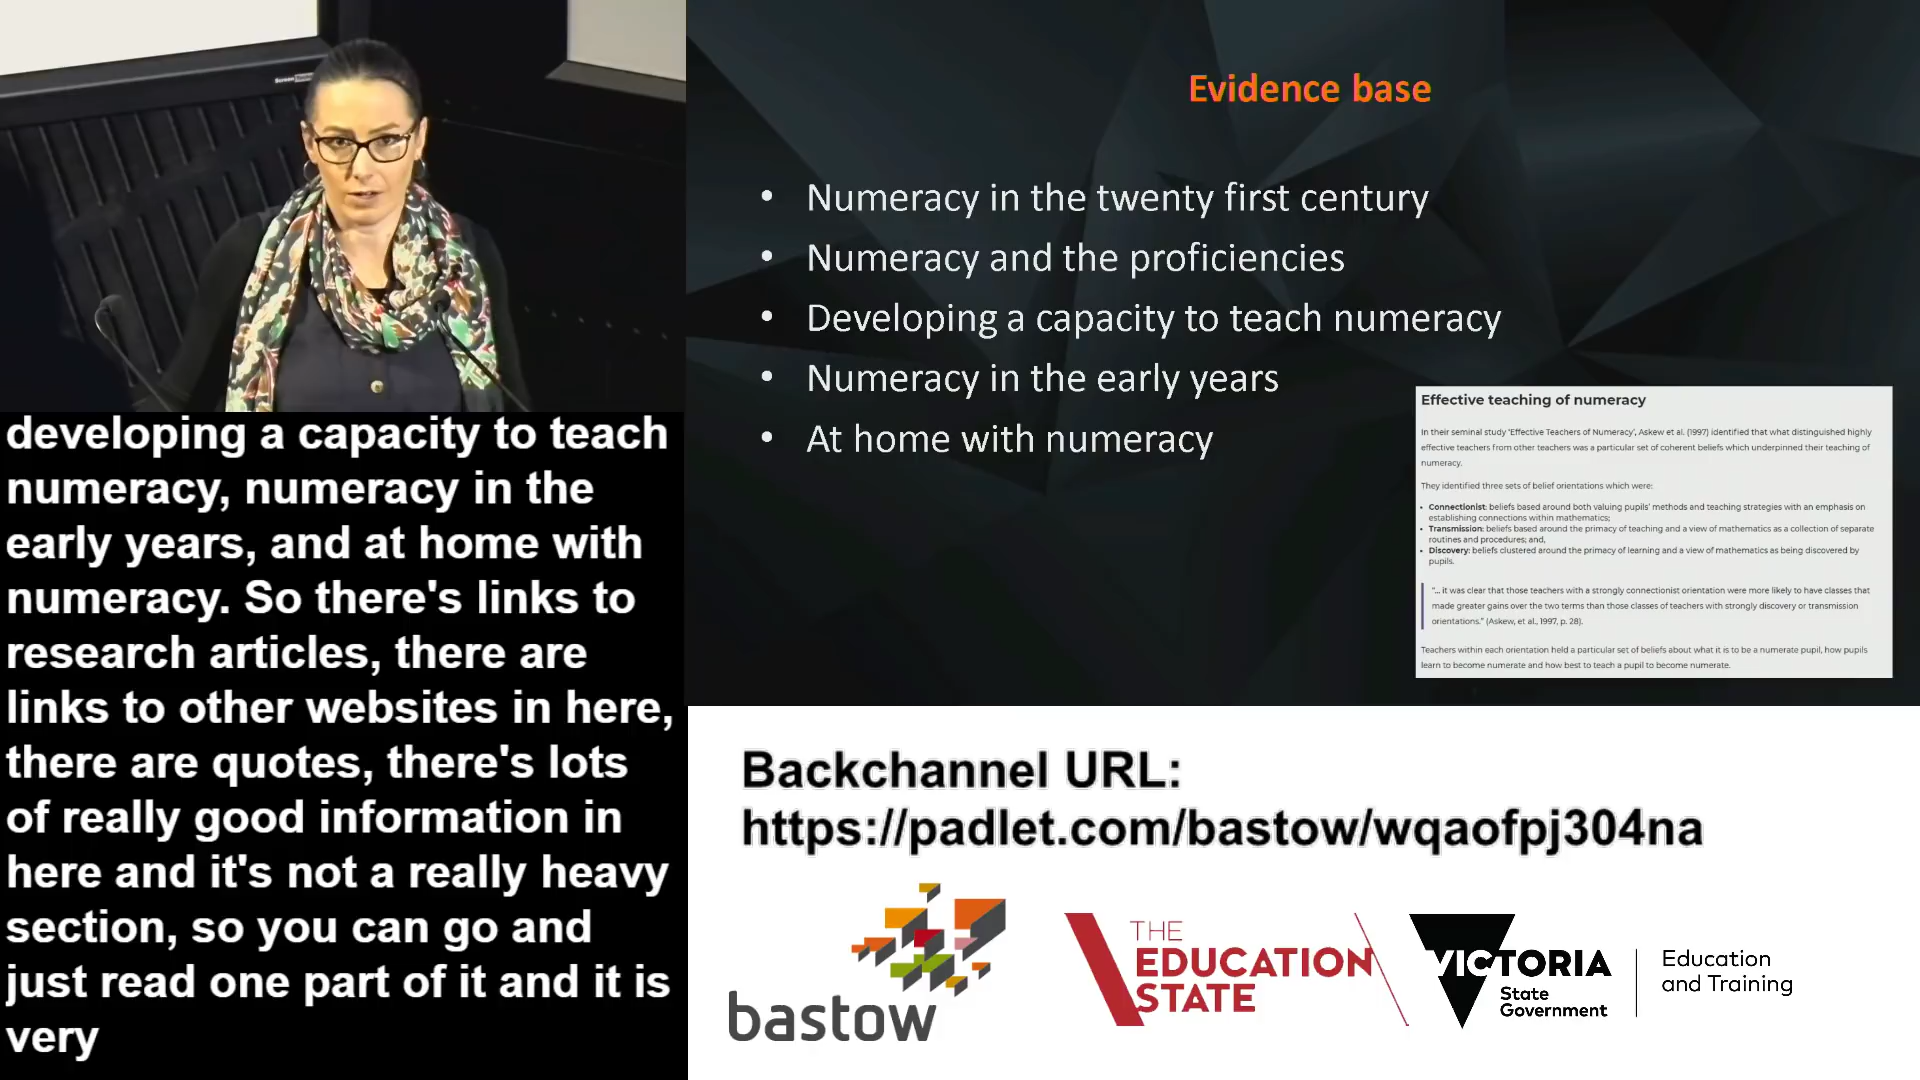 Screen
developing a capacity to teach
numeracy, numeracy in the
early years, and at home with
numeracy. So there's links to
research articles, there are
links to other websites in here,
there are quotes, there's lots
of really good information in
here and it's not a really heavy
section, so you can go and
just read one part of it and it is
very
Evidence base
• Numeracy in the twenty first century
• Numeracy and the proficiencies
• Developing a capacity to teach numeracy
• Numeracy in the early years
• At home with numeracy
Effective teaching of numeracy
In their seminal study 'Effective Teachers of Numeracy', Askew et al. (1997) identified that what distinguished highly
effective teachers from other teachers was a particular set of coherent beliefs which underpinned their teaching of
numeracy.
They identified three sets of belief orientations which were:
• Connectionist: beliefs based around both valuing pupils' methods and teaching strategies with an emphasis on
establishing connections within mathematics;
• Transmission: beliefs based around the primacy of teaching and a view of mathematics as a collection of separate
routines and procedures; and,
• Discovery: beliefs clustered around the primacy of learning and a view of mathematics as being discovered by
pupils.
"... it was clear that those teachers with a strongly connectionist orientation were more likely to have classes that
made greater gains over the two terms than those classes of teachers with strongly discovery or transmission
orientations." (Askew, et al., 1997, p. 28).
Teachers within each orientation held a particular set of beliefs about what it is to be a numerate pupil, how pupils
learn to become numerate and how best to teach a pupil to become numerate.
Backchannel URL:
https://padlet.com/bastow/wqaofpj304na
bastow
THE
EDUCATION
STATE
VICTORIA
State
Government
Education
and Training